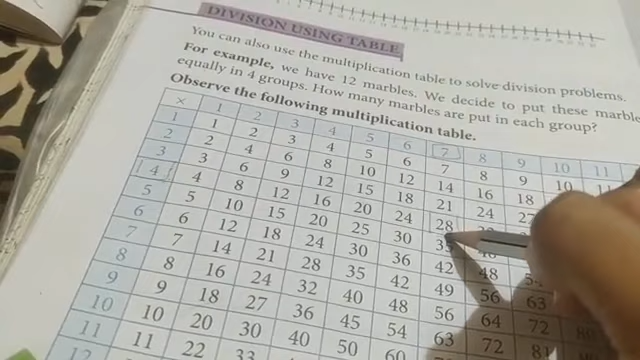 DIVISION USING TABLE
You can also use the multiplication table to solve division problems.
For example, we have 12 marbles. We decide to put these marble
equally in 4 groups. How many marbles are put in each group?
Observe the following multiplication table.
× 1 2 3 4 5 6 7 8 9 10 11
1 1 2 3 4 5 6 7 8 9 10 11
2 2 4 6 8 10 12 14 16 18
3 3 6 9 12 15 18 21 24 27
4 4 8 12 16 20 24 28
5 5 10 15 20 25 30 35
6 6 12 18 24 30 36 42 48 54
7 7 14 21 28 35 42 49 56 63
8 8 16 24 32 40 48 56 64 72
9 9 18 27 36 45 54 63 72 81
10 10 20 30 40 50 60
11 11 22 33
12